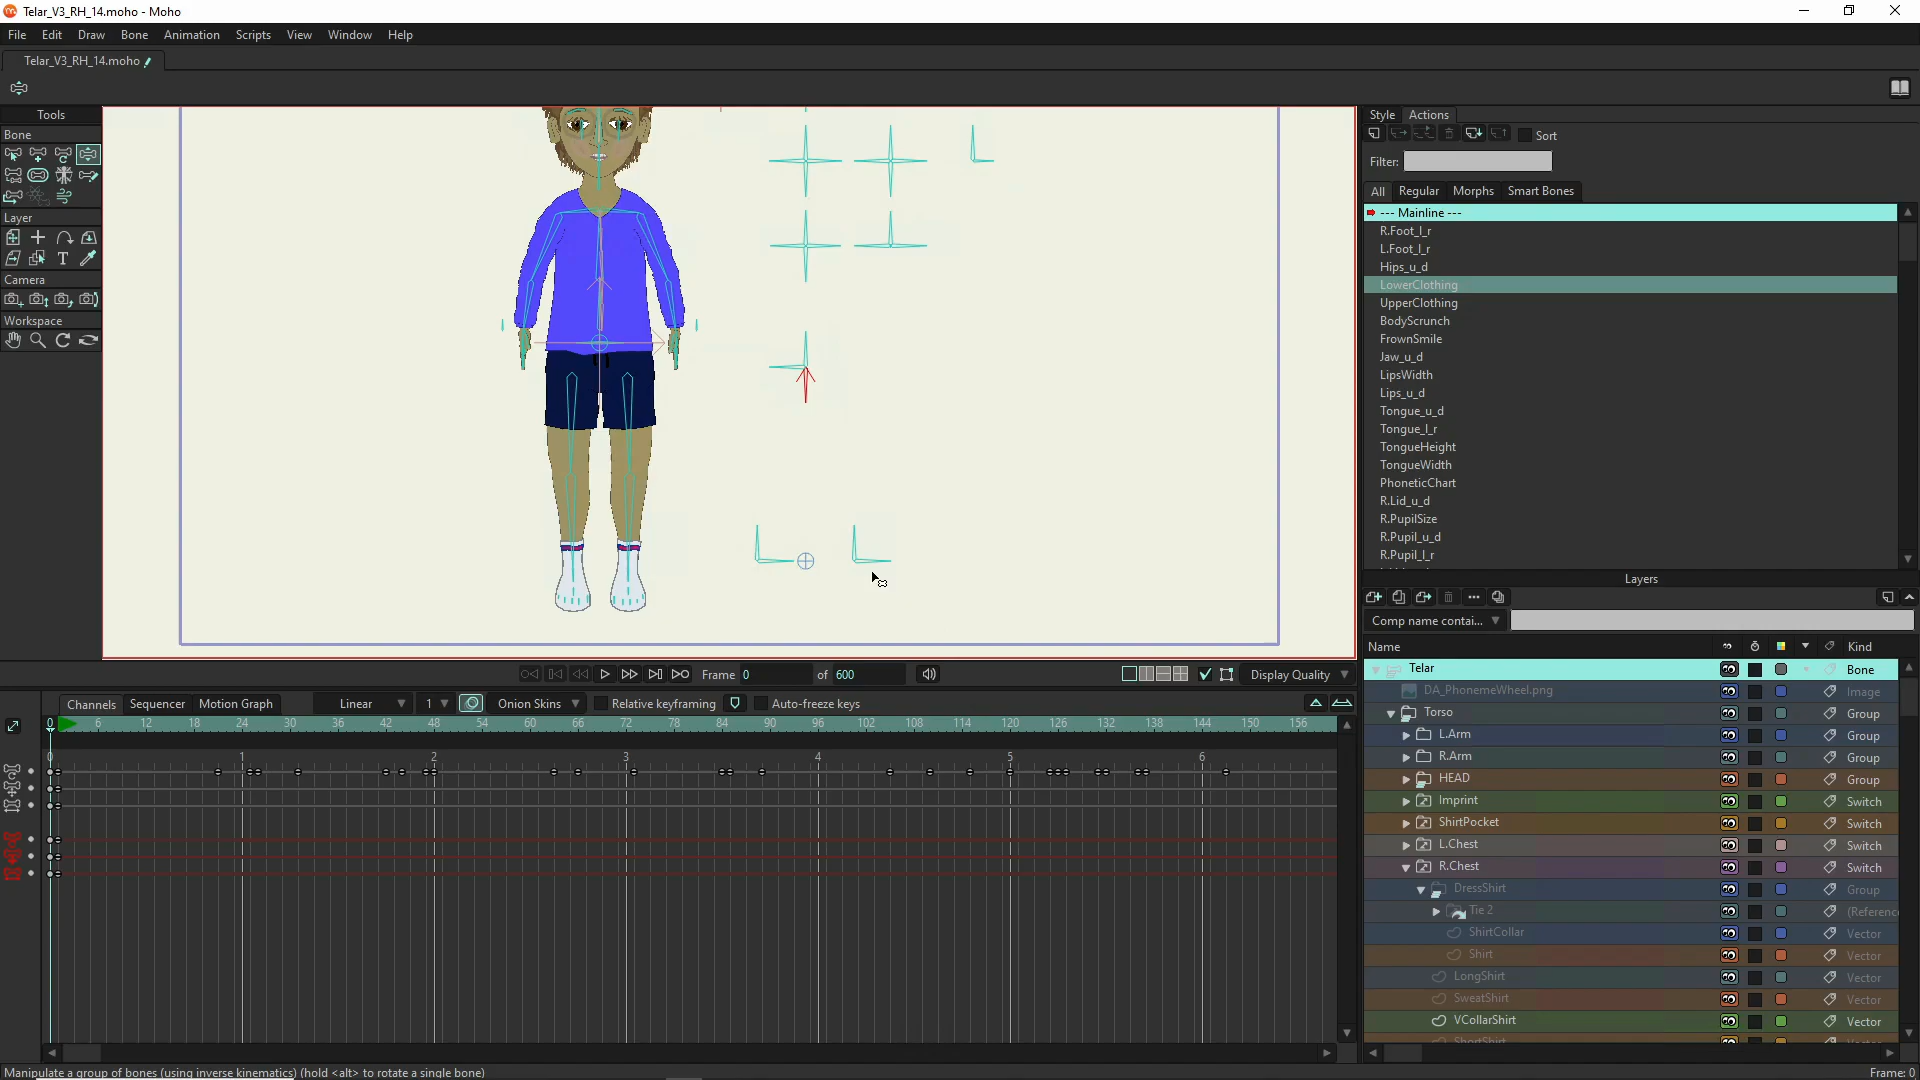 Telar_V3_RH_14.moho - Moho
File Edit Draw Bone Animation Scripts View Window Help
Telar_V3_RH_14.moho
Tools
Bone
Layer
T
Camera
Workspace
Style Actions
Sort
Filter:
All Regular Morphs Smart Bones
--- Mainline ---
R.Foot_l_r
L.Foot_l_r
Hips_u_d
LowerClothing
UpperClothing
BodyScrunch
FrownSmile
Jaw_u_d
LipsWidth
Lips_u_d
Tongue_u_d
Tongue_l_r
TongueHeight
TongueWidth
PhoneticChart
R.Lid_u_d
R.PupilSize
R.Pupil_u_d
R.Pupil_l_r
Layers
Comp name contai...
Name Kind
Telar Bone
DA_PhonemeWheel.png Image
Torso Group
L.Arm Group
R.Arm Group
HEAD Group
Imprint Switch
ShirtPocket Switch
L.Chest Switch
R.Chest Switch
DressShirt Group
Tie 2 (Referenc
ShirtCollar Vector
Shirt Vector
LongShirt Vector
SweatShirt Vector
VCollarShirt Vector
Frame 0 of 600 Display Quality
Channels Sequencer Motion Graph Linear 1 Onion Skins Relative keyframing Auto-freeze keys
0 6 12 18 24 30 36 42 48 54 60 66 72 78 84 90 96 102 108 114 120 126 132 138 144 150 156
0 1 2 3 4 5 6
Manipulate a group of bones (using inverse kinematics) (hold <alt> to rotate a single bone) Frame: 0